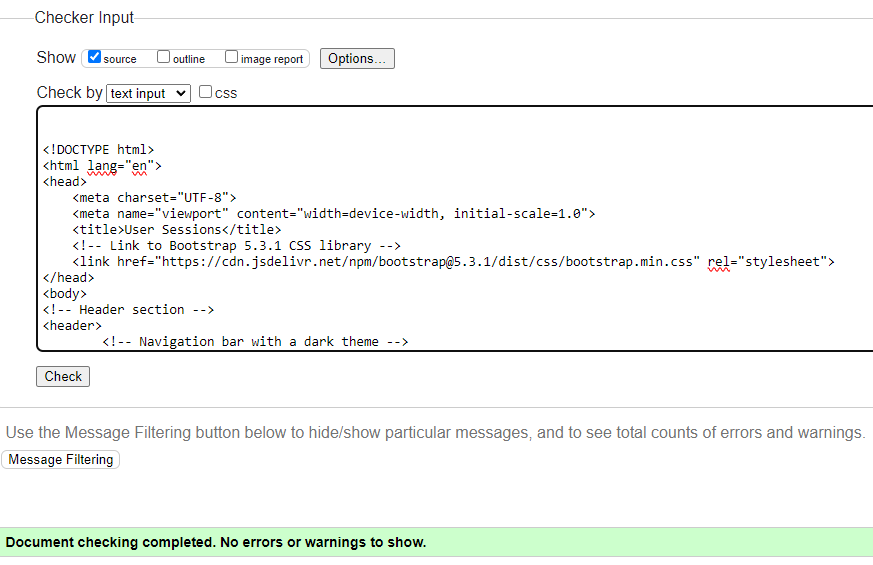 Checker Input
Show source outline image report Options...
Check by text input css
<!DOCTYPE html>
<html lang="en">
<head>
    <meta charset="UTF-8">
    <meta name="viewport" content="width=device-width, initial-scale=1.0">
    <title>User Sessions</title>
    <!-- Link to Bootstrap 5.3.1 CSS library -->
    <link href="https://cdn.jsdelivr.net/npm/bootstrap@5.3.1/dist/css/bootstrap.min.css" rel="stylesheet">
</head>
<body>
<!-- Header section -->
<header>
        <!-- Navigation bar with a dark theme -->
Check
Use the Message Filtering button below to hide/show particular messages, and to see total counts of errors and warnings.
Message Filtering
Document checking completed. No errors or warnings to show.